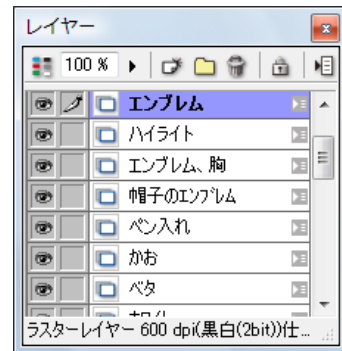 レイヤー
100 %
エンブレム
ハイライト
エンブレム、胸
帽子のエンブレム
ペン入れ
かお
ベタ
ラスターレイヤー 600 dpi(黒白(2bit))仕...